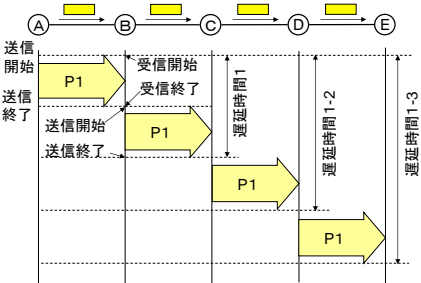 A B C D E
送信
開始
受信開始
P1
受信終了
送信
終了
送信開始
P1
送信終了
遅延時間1
遅延時間1-2
遅延時間1-3
P1
P1